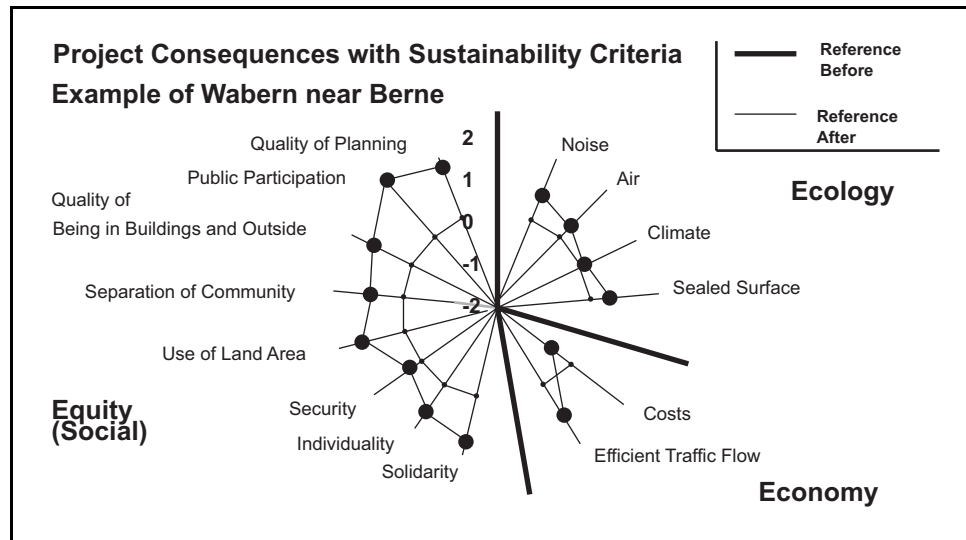 Project Consequences with Sustainability Criteria
Example of Wabern near Berne
Reference
Before
Reference
After
Ecology
2
1
0
-1
-2
Noise
Air
Climate
Sealed Surface
Quality of Planning
Public Participation
Quality of
Being in Buildings and Outside
Separation of Community
Use of Land Area
Security
Individuality
Solidarity
Equity
(Social)
Costs
Efficient Traffic Flow
Economy